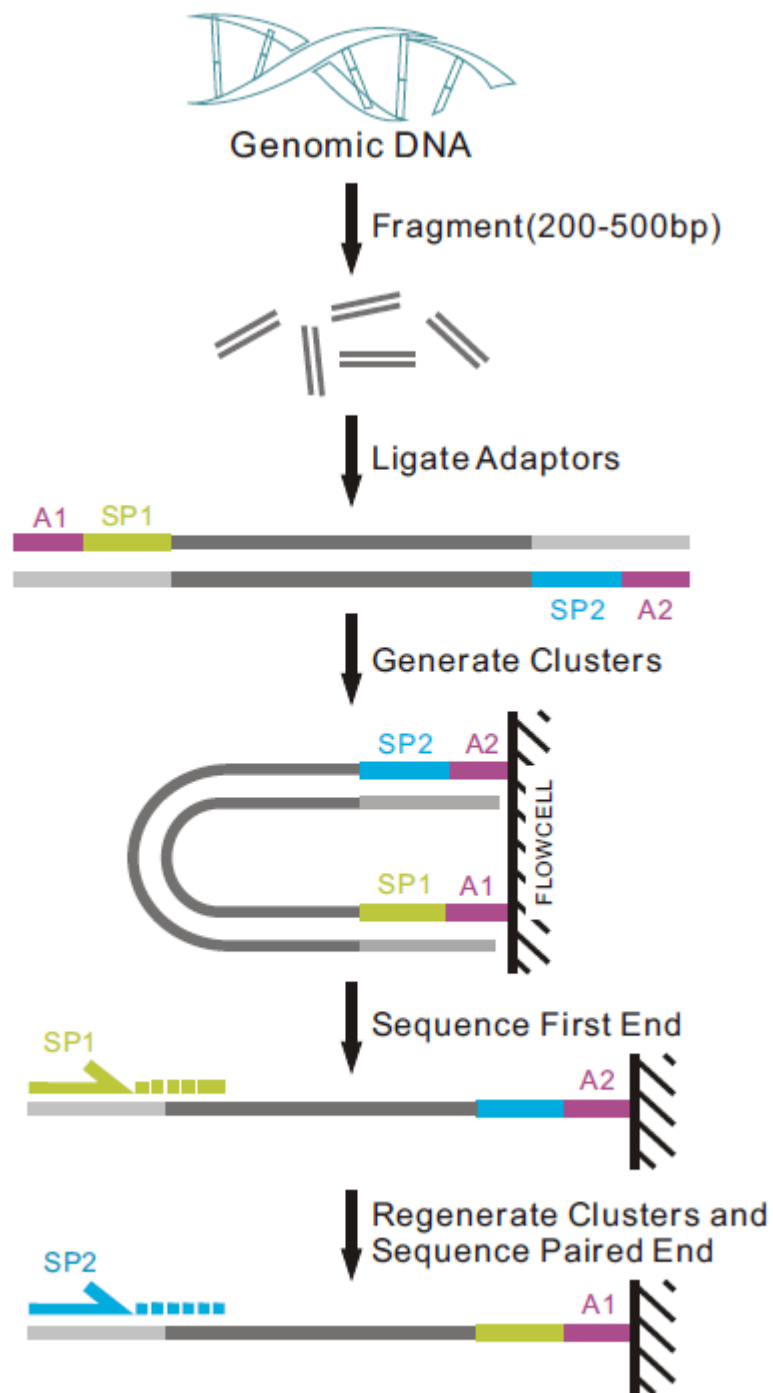 Genomic DNA
Fragment(200-500bp)
Ligate Adaptors
A1 SP1
SP2 A2
Generate Clusters
SP2 A2
FLOWCELL
SP1 A1
Sequence First End
SP1
A2
Regenerate Clusters and
Sequence Paired End
SP2
A1